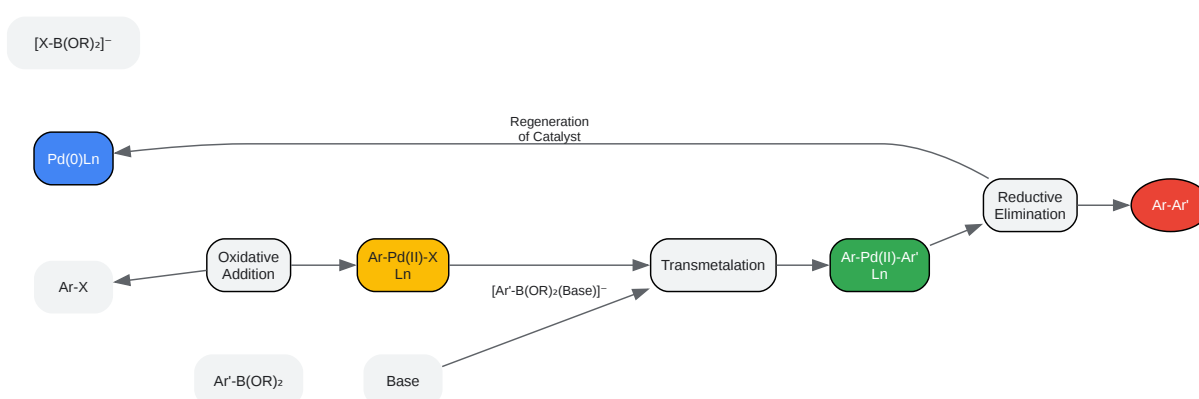 [X-B(OR)₂]⁻
Regeneration
of Catalyst
Pd(0)Ln
Reductive
Elimination
Ar-Ar'
Oxidative
Addition
Ar-Pd(II)-X
Ln
Transmetalation
Ar-Pd(II)-Ar'
Ln
Ar-X
[Ar'-B(OR)₂(Base)]⁻
Ar'-B(OR)₂
Base